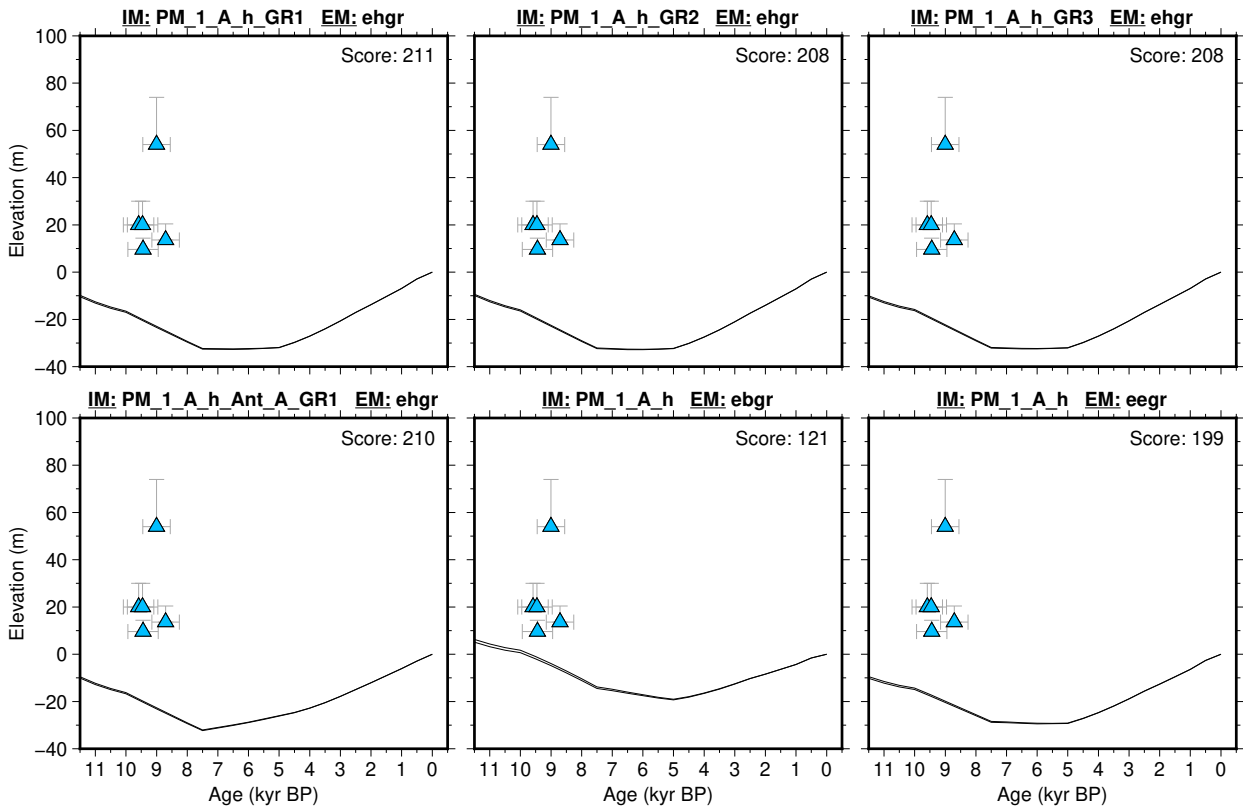 IM: PM_1_A_h_GR1 EM: ehgr
IM: PM_1_A_h_GR2 EM: ehgr
IM: PM_1_A_h_GR3 EM: ehgr
100
80
60
40
20
0
−20
−40
Elevation (m)
Score: 211
Score: 208
Score: 208
IM: PM_1_A_h_Ant_A_GR1 EM: ehgr
IM: PM_1_A_h EM: ebgr
IM: PM_1_A_h EM: eegr
100
80
60
40
20
0
−20
−40
Elevation (m)
Score: 210
Score: 121
Score: 199
11 10 9 8 7 6 5 4 3 2 1 0
11 10 9 8 7 6 5 4 3 2 1 0
11 10 9 8 7 6 5 4 3 2 1 0
Age (kyr BP)
Age (kyr BP)
Age (kyr BP)